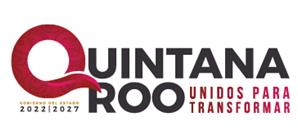 QUINTANA
ROO
UNIDOS PARA
TRANSFORMAR
GOBIERNO DEL ESTADO
2022 | 2027